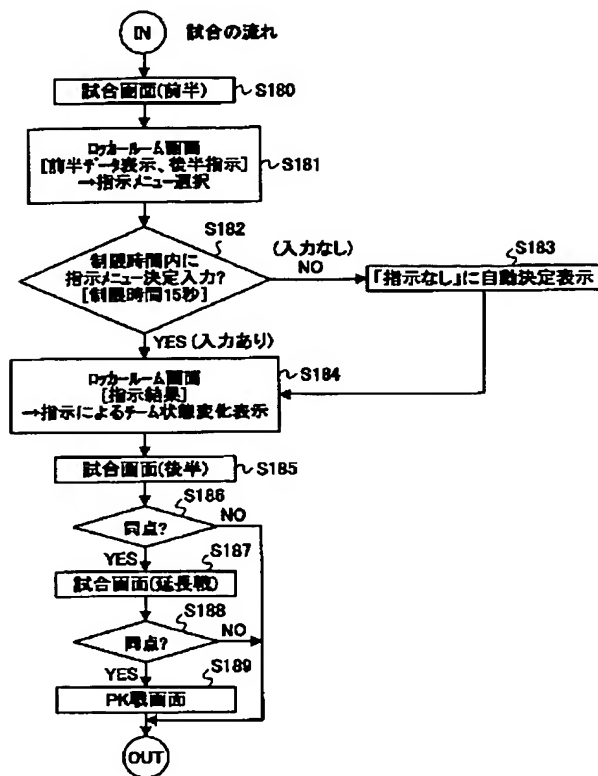 IN 試合の流れ
試合画面(前半) S180
ロッカールーム画面
[前半データ表示、後半指示] S181
→指示メニュー選択
S182
制限時間内に
指示メニュー決定入力?
[制限時間15秒]
(入力なし)
NO
S183
「指示なし」に自動決定表示
YES (入力あり)
ロッカールーム画面 S184
[指示結果]
→指示によるチーム状態変化表示
試合画面(後半) S185
S186
同点? NO
YES S187
試合画面(延長戦)
S188
同点? NO
YES S189
PK戦画面
OUT